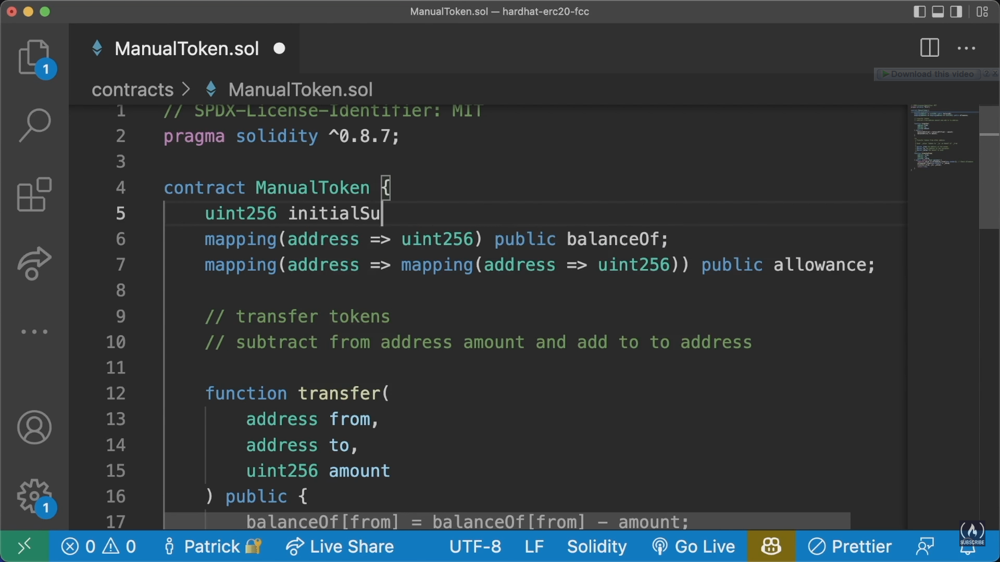 ManualToken.sol — hardhat-erc20-fcc
ManualToken.sol
Download this video
contracts > ManualToken.sol
1 // SPDX-License-Identifier: MIT
2 pragma solidity ^0.8.7;
3
4 contract ManualToken {
5 uint256 initialSu
6 mapping(address => uint256) public balanceOf;
7 mapping(address => mapping(address => uint256)) public allowance;
8
9 // transfer tokens
10 // subtract from address amount and add to to address
11
12 function transfer(
13 address from,
14 address to,
15 uint256 amount
16 ) public {
17 balanceOf[from] = balanceOf[from] - amount;
1
1
0 0 Patrick Live Share UTF-8 LF Solidity Go Live Prettier
SUBSCRIBE